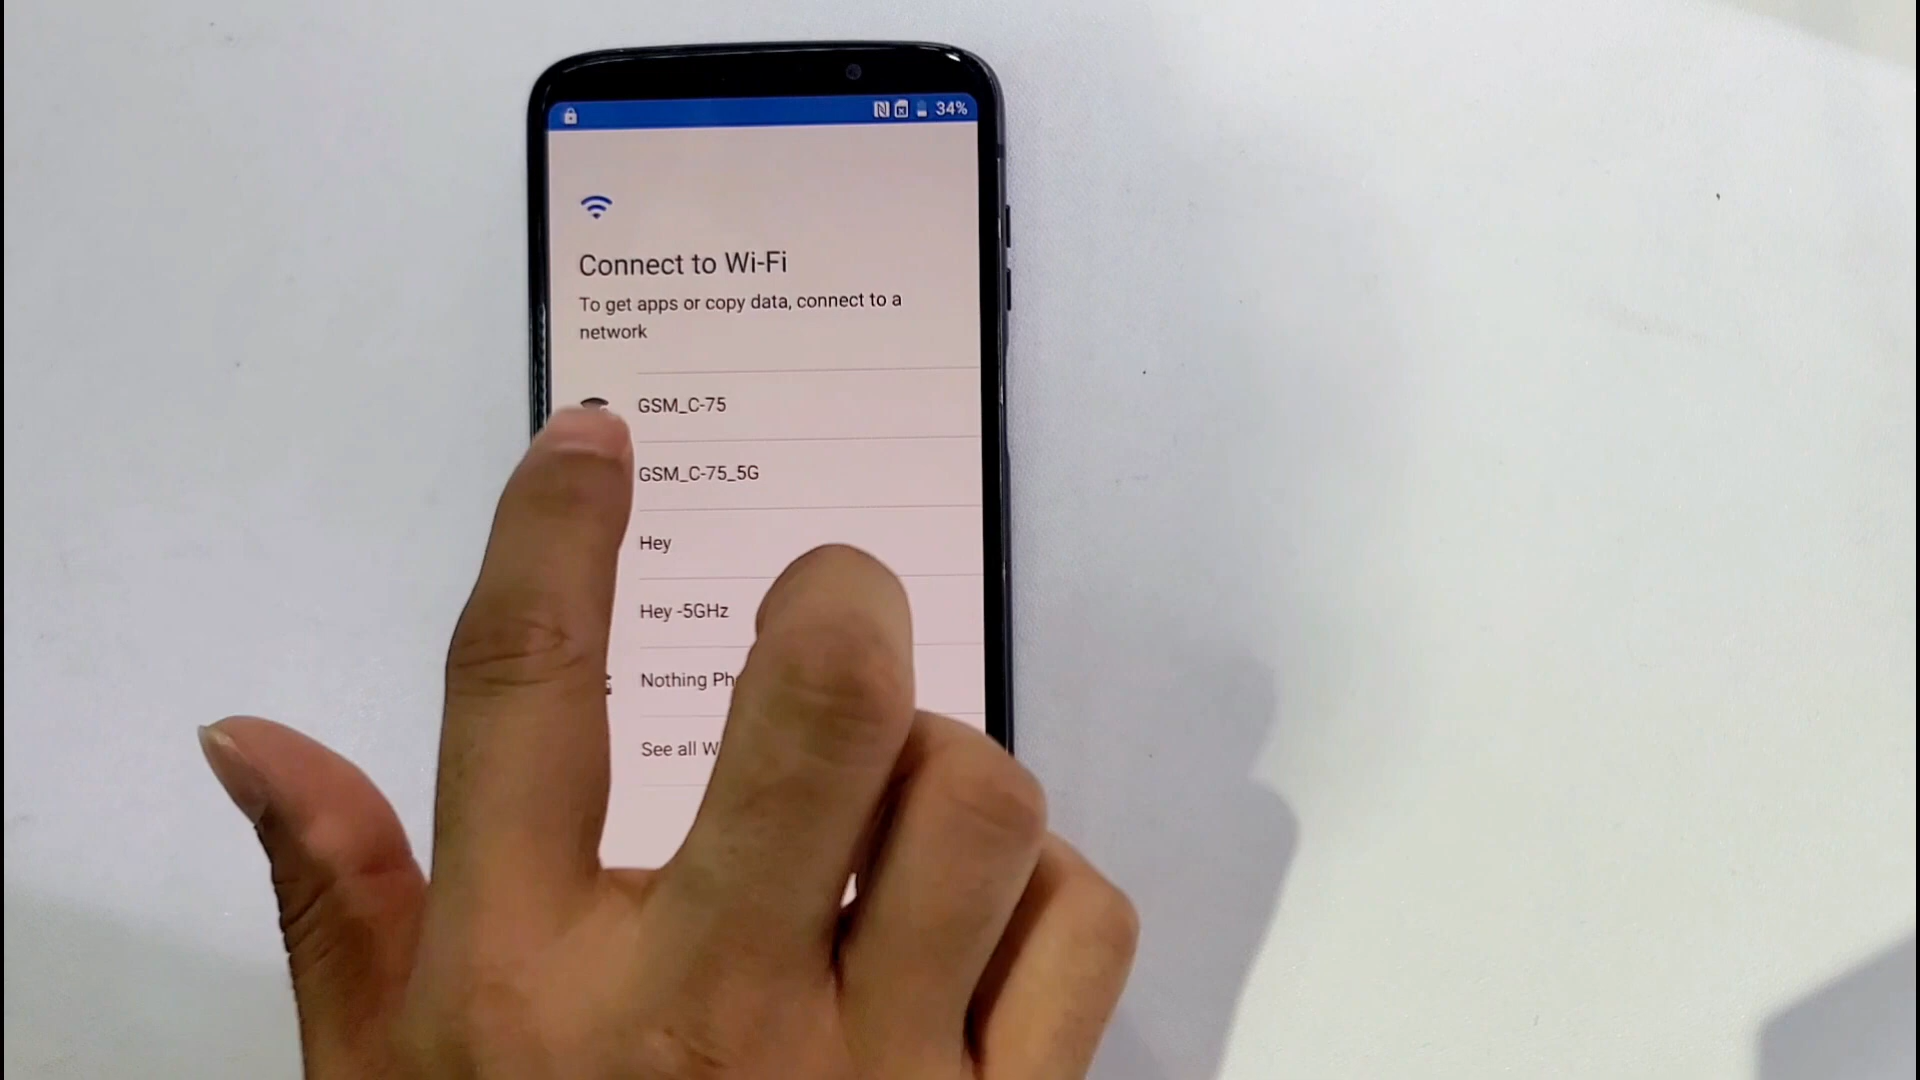 34%
Connect to Wi-Fi
To get apps or copy data, connect to a
network
GSM_C-75
GSM_C-75_5G
Hey
Hey -5GHz
Nothing
See all